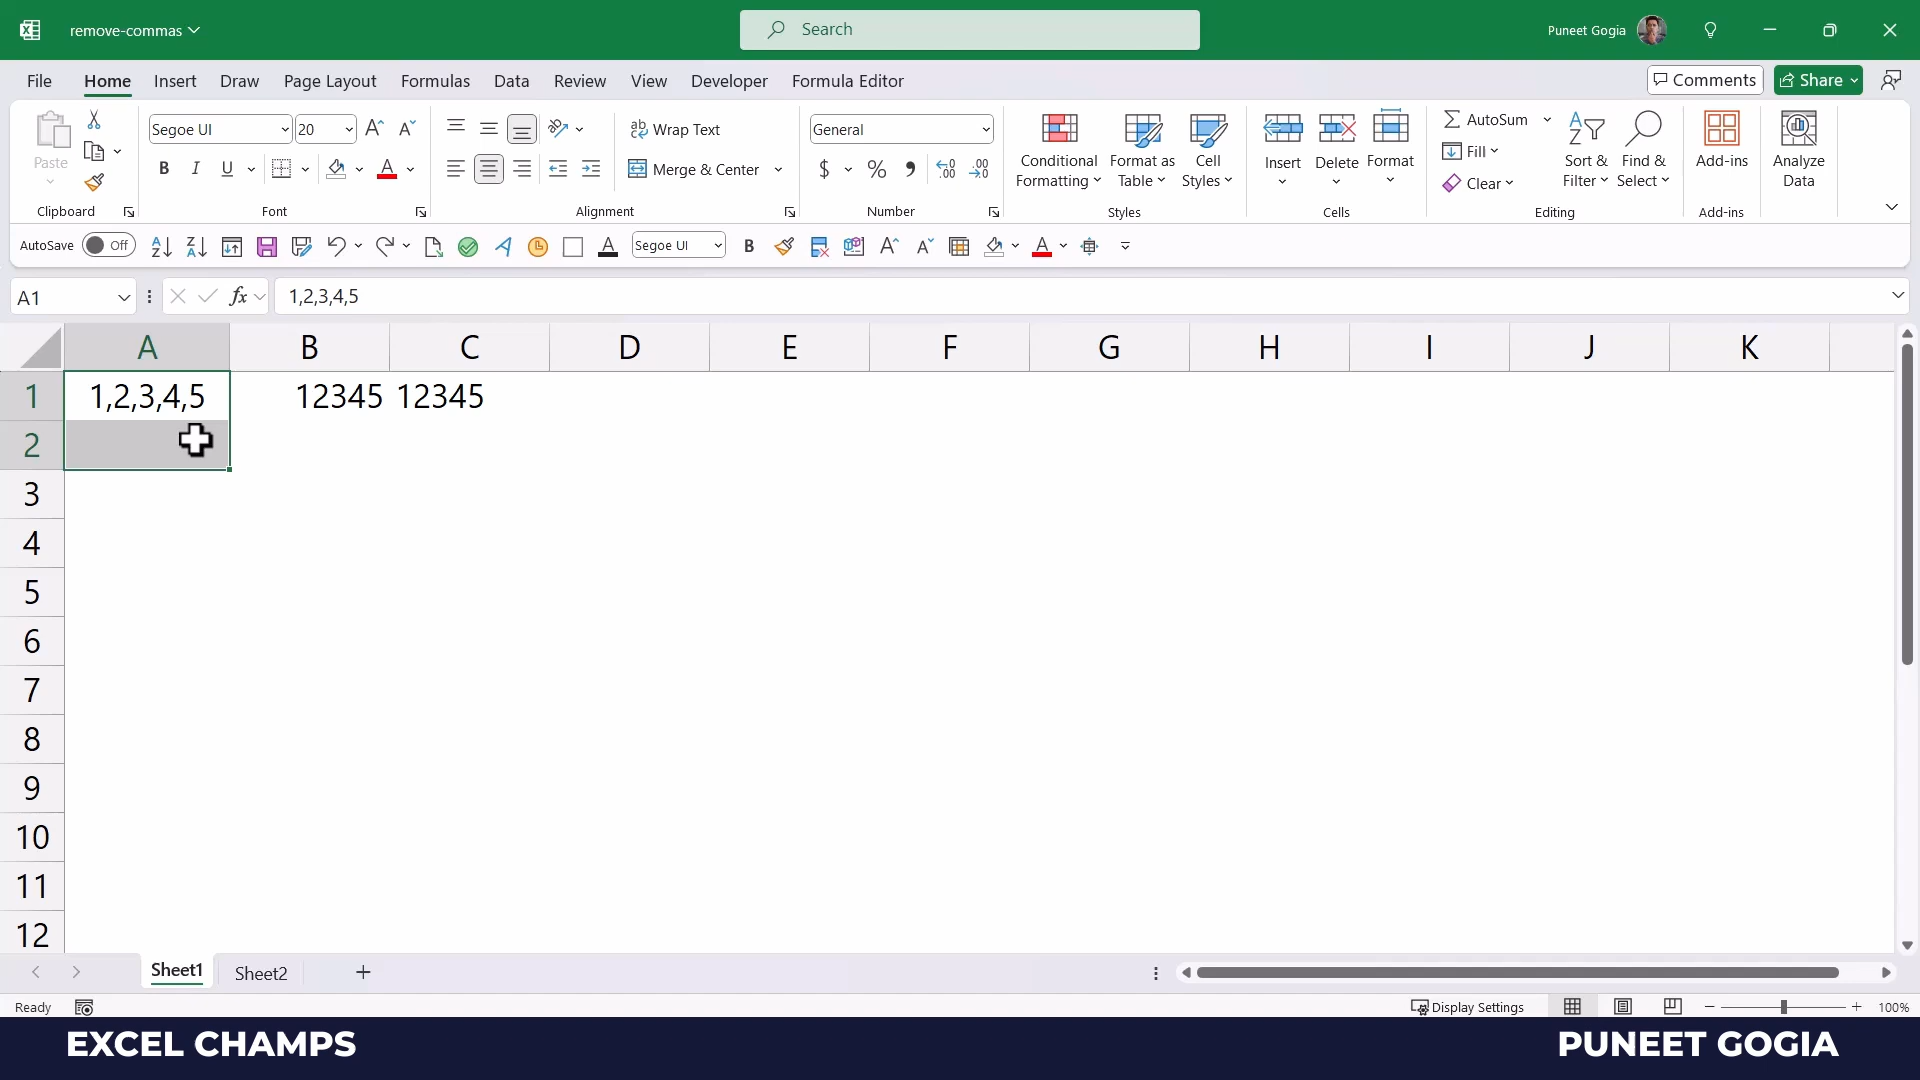 remove-commas
Search
Puneet Gogia
File Home Insert Draw Page Layout Formulas Data Review View Developer Formula Editor
Comments Share
Paste
Clipboard
Segoe UI 20
B I U
Font
Wrap Text
Merge & Center
Alignment
General
$ % ,
Number
Conditional Formatting
Format as Table
Cell Styles
Styles
Insert Delete Format
Cells
AutoSum
Fill
Clear
Sort & Filter
Find & Select
Editing
Add-ins
Add-ins
Analyze Data
AutoSave Off Segoe UI B
A1 fx 1,2,3,4,5
A B C D E F G H I J K
1 1,2,3,4,5 12345 12345
2
3
4
5
6
7
8
9
10
11
12
Sheet1 Sheet2
Ready Display Settings 100%
EXCEL CHAMPS PUNEET GOGIA